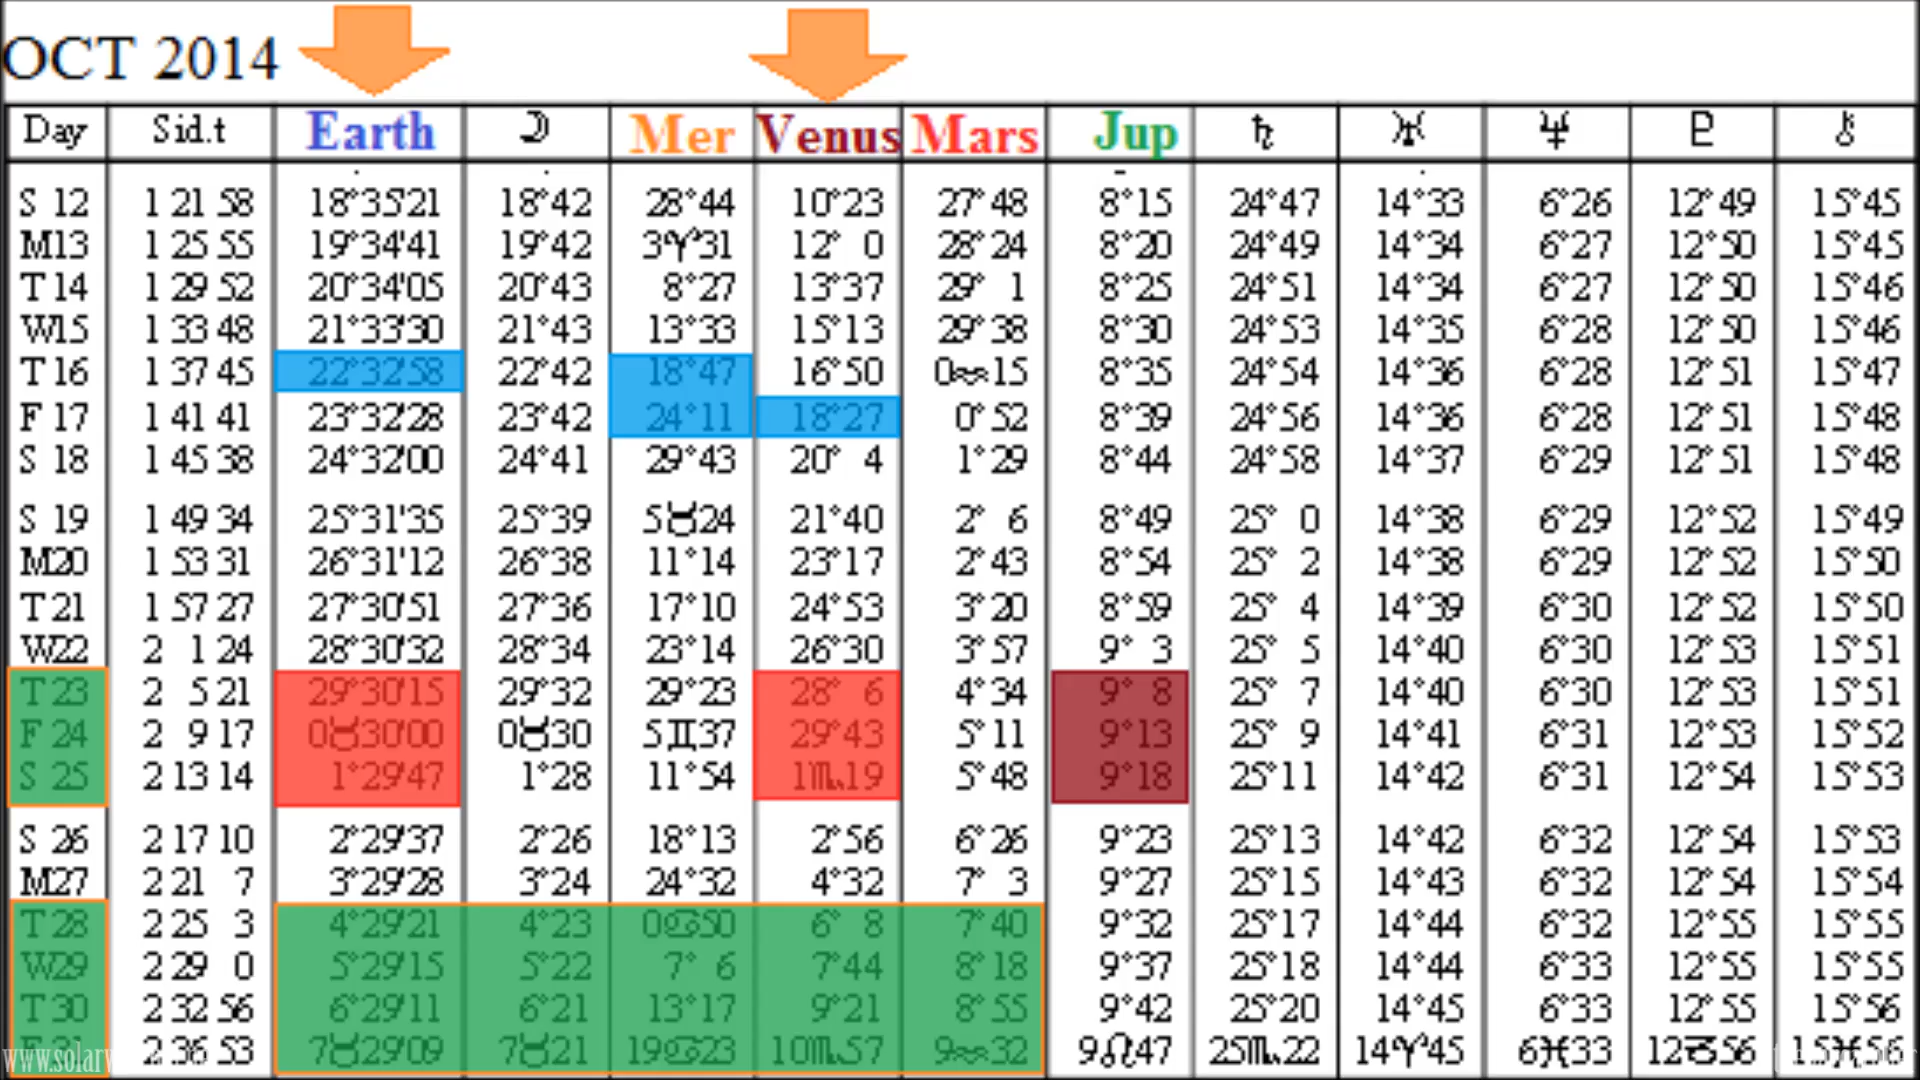 OCT 2014
Day Sid.t Earth ☽ Mer Venus Mars Jup ♄ ♅ ♆ ♇ ⚷
S 12 1 21 58 18°35'21 18°42 28°44 10°23 27°48 8°15 24°47 14°33 6°26 12°49 15°45
M13 1 25 55 19°34'41 19°42 3♈31 12° 0 28°24 8°20 24°49 14°34 6°27 12°50 15°45
T 14 1 29 52 20°34'05 20°43 8°27 13°37 29° 1 8°25 24°51 14°34 6°27 12°50 15°46
W15 1 33 48 21°33'30 21°43 13°33 15°13 29°38 8°30 24°53 14°35 6°28 12°50 15°46
T 16 1 37 45 22°32'58 22°42 18°47 16°50 0♒15 8°35 24°54 14°36 6°28 12°51 15°47
F 17 1 41 41 23°32'28 23°42 24°11 18°27 0°52 8°39 24°56 14°36 6°28 12°51 15°48
S 18 1 45 38 24°32'00 24°41 29°43 20° 4 1°29 8°44 24°58 14°37 6°29 12°51 15°48
S 19 1 49 34 25°31'35 25°39 5♉24 21°40 2° 6 8°49 25° 0 14°38 6°29 12°52 15°49
M20 1 53 31 26°31'12 26°38 11°14 23°17 2°43 8°54 25° 2 14°38 6°29 12°52 15°50
T 21 1 57 27 27°30'51 27°36 17°10 24°53 3°20 8°59 25° 4 14°39 6°30 12°52 15°50
W22 2 1 24 28°30'32 28°34 23°14 26°30 3°57 9° 3 25° 5 14°40 6°30 12°53 15°51
T 23 2 5 21 29°30'15 29°32 29°23 28° 6 4°34 9° 8 25° 7 14°40 6°30 12°53 15°51
F 24 2 9 17 0♉30'00 0♉30 5♊37 29°43 5°11 9°13 25° 9 14°41 6°31 12°53 15°52
S 25 2 13 14 1°29'47 1°28 11°54 1♏19 5°48 9°18 25°11 14°42 6°31 12°54 15°53
S 26 2 17 10 2°29'37 2°26 18°13 2°56 6°26 9°23 25°13 14°42 6°32 12°54 15°53
M27 2 21 7 3°29'28 3°24 24°32 4°32 7° 3 9°27 25°15 14°43 6°32 12°54 15°54
T 28 2 25 3 4°29'21 4°23 0♋50 6° 8 7°40 9°32 25°17 14°44 6°32 12°55 15°55
W29 2 29 0 5°29'15 5°22 7° 6 7°44 8°18 9°37 25°18 14°44 6°33 12°55 15°55
T 30 2 32 56 6°29'11 6°21 13°17 9°21 8°55 9°42 25°20 14°45 6°33 12°55 15°56
F 31 2 36 53 7♉29'09 7♉21 19♋23 10♏57 9♒32 9♌47 25♏22 14♈45 6♓33 12♑56 15♓56